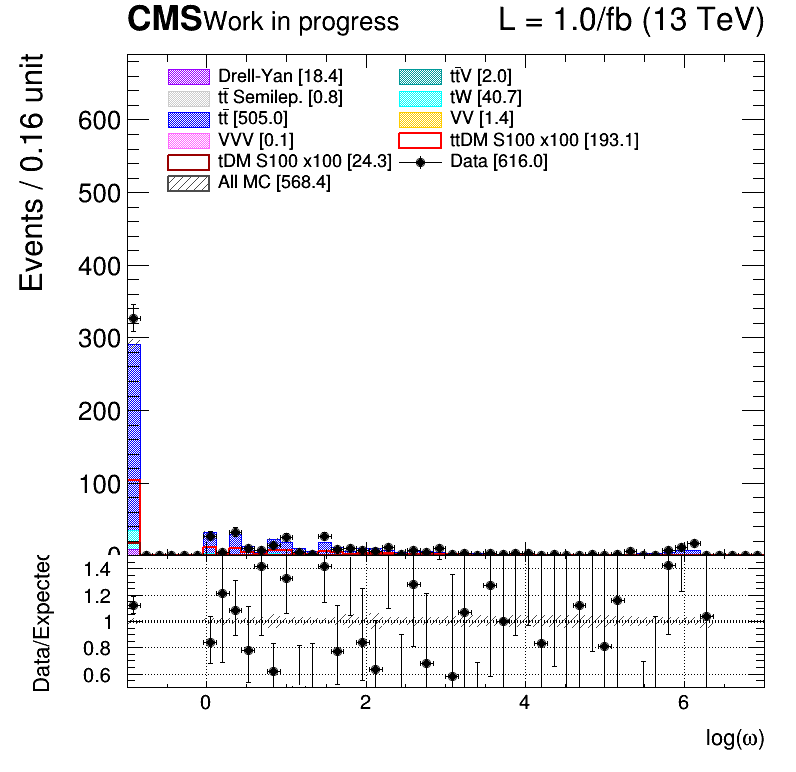 CMS Work in progress L = 1.0/fb (13 TeV)
Drell-Yan [18.4] tt̄V [2.0]
tt̄ Semilep. [0.8] tW [40.7]
tt̄ [505.0] VV [1.4]
VVV [0.1] ttDM S100 x100 [193.1]
tDM S100 x100 [24.3] Data [616.0]
All MC [568.4]
Events / 0.16 unit
600
500
400
300
200
100
0
Data/Expected
1.4
1.2
1
0.8
0.6
0 2 4 6
log(ω)